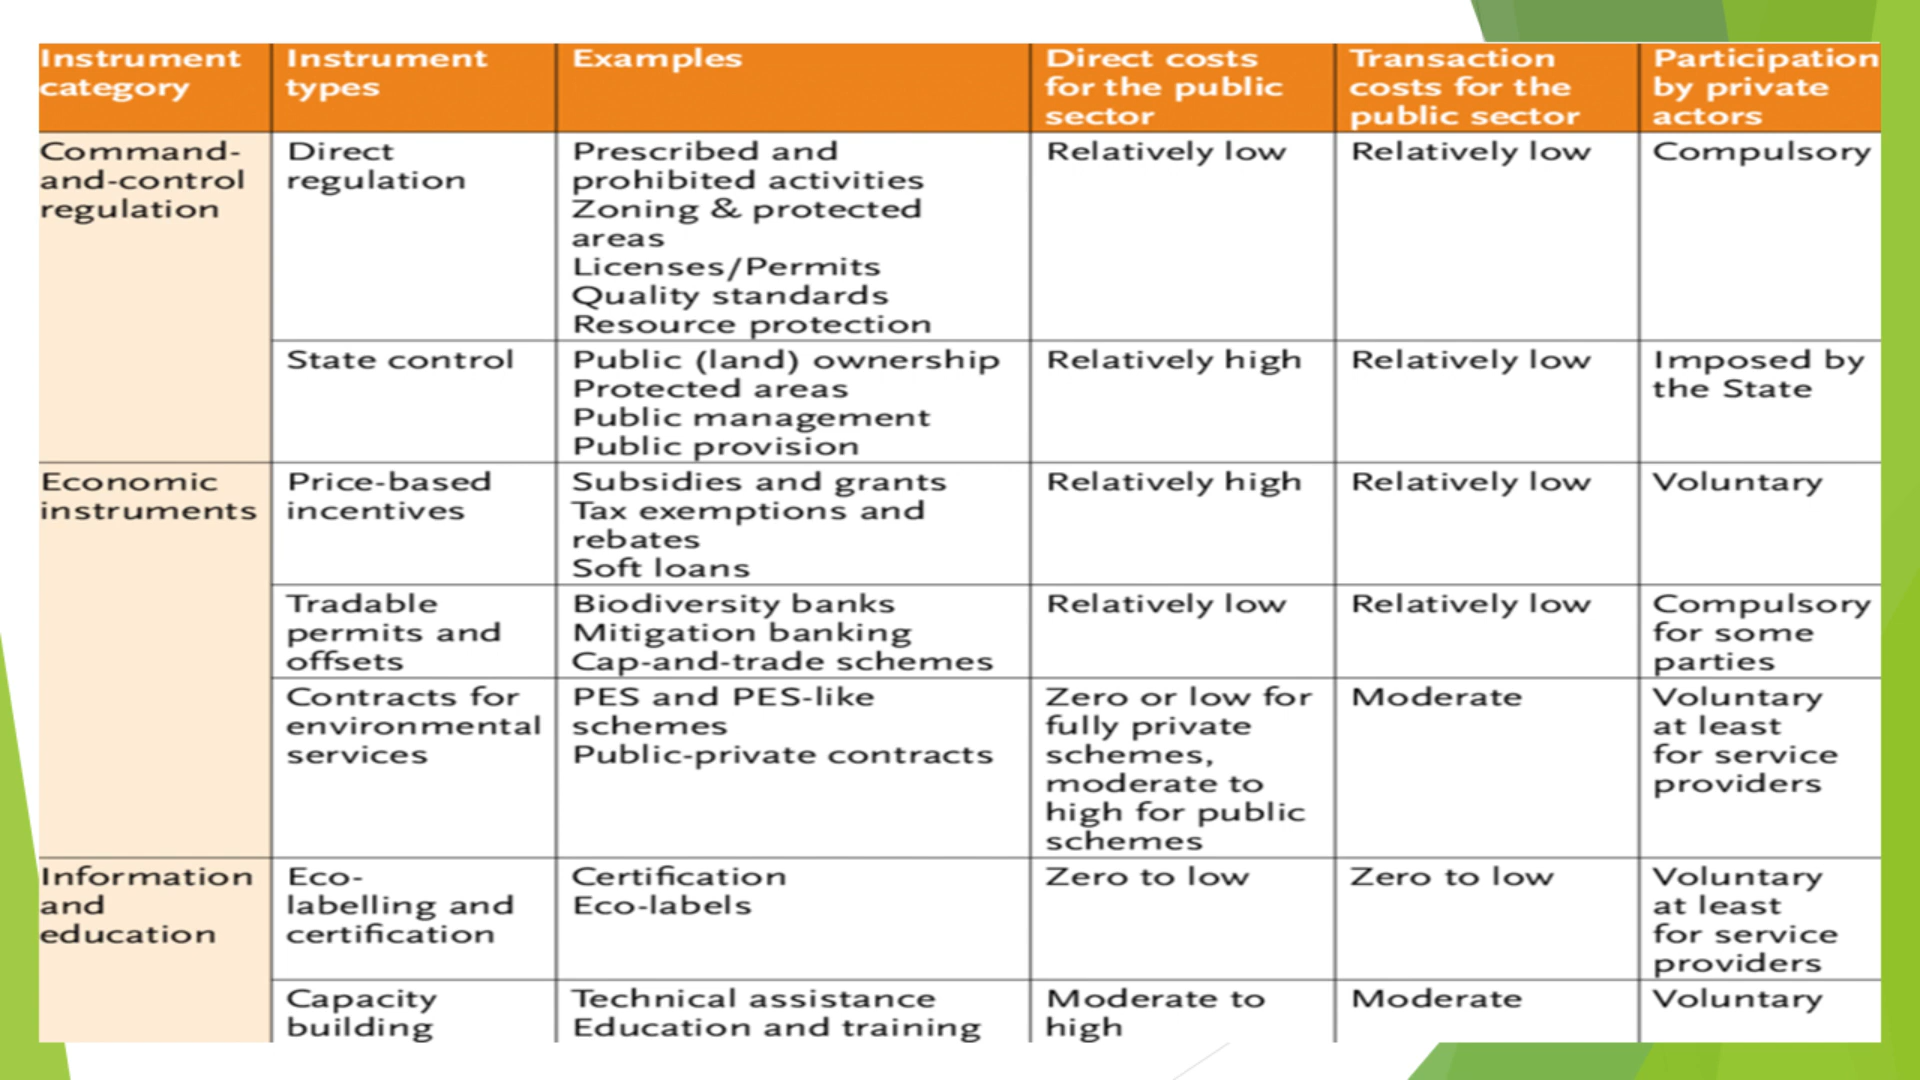 Instrument category
Instrument types
Examples
Direct costs for the public sector
Transaction costs for the public sector
Participation by private actors
Command-and-control regulation
Direct regulation
Prescribed and prohibited activities
Zoning & protected areas
Licenses/Permits
Quality standards
Resource protection
Relatively low
Relatively low
Compulsory
State control
Public (land) ownership
Protected areas
Public management
Public provision
Relatively high
Relatively low
Imposed by the State
Economic instruments
Price-based incentives
Subsidies and grants
Tax exemptions and rebates
Soft loans
Relatively high
Relatively low
Voluntary
Tradable permits and offsets
Biodiversity banks
Mitigation banking
Cap-and-trade schemes
Relatively low
Relatively low
Compulsory for some parties
Contracts for environmental services
PES and PES-like schemes
Public-private contracts
Zero or low for fully private schemes, moderate to high for public schemes
Moderate
Voluntary at least for service providers
Information and education
Eco-labelling and certification
Certification
Eco-labels
Zero to low
Zero to low
Voluntary at least for service providers
Capacity building
Technical assistance
Education and training
Moderate to high
Moderate
Voluntary